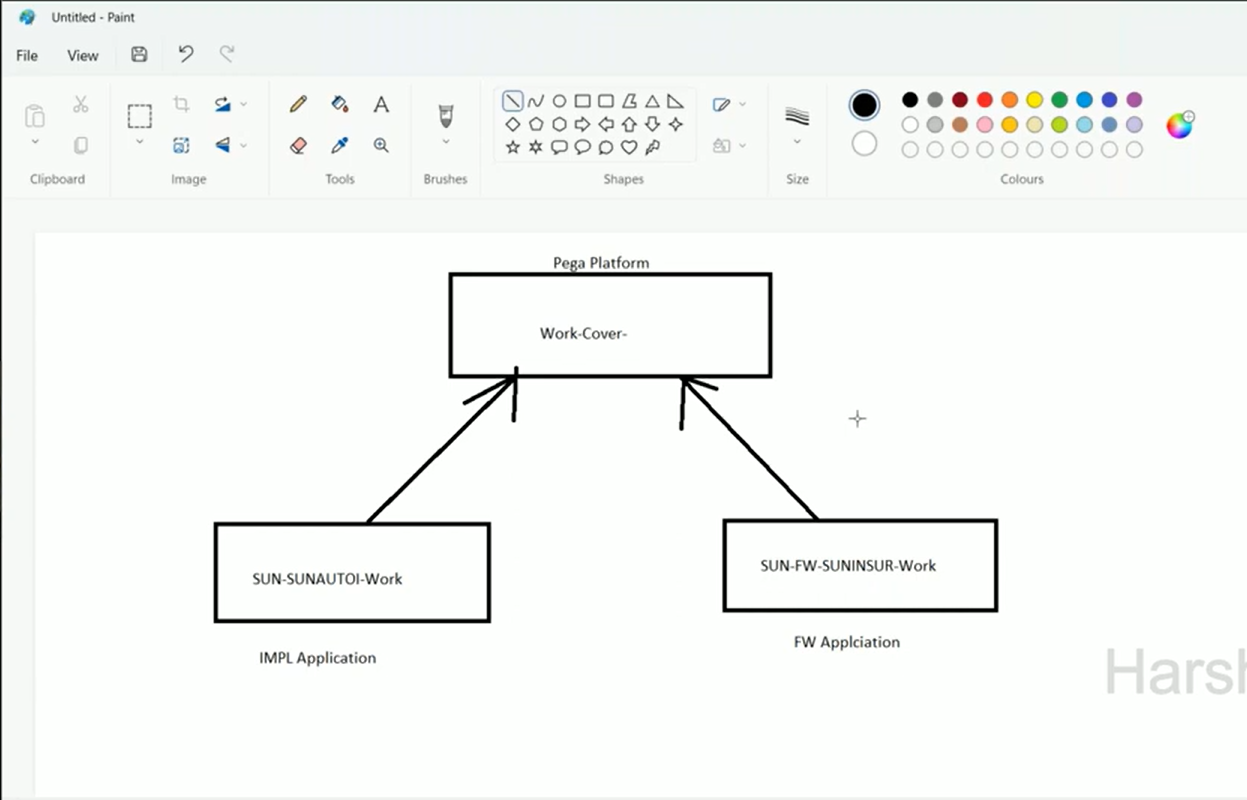 Untitled - Paint
File View
Clipboard
Image
Tools
Brushes
Shapes
Size
Colours
Pega Platform
Work-Cover-
SUN-SUNAUTOI-Work
SUN-FW-SUNINSUR-Work
IMPL Application
FW Applciation
Harsh